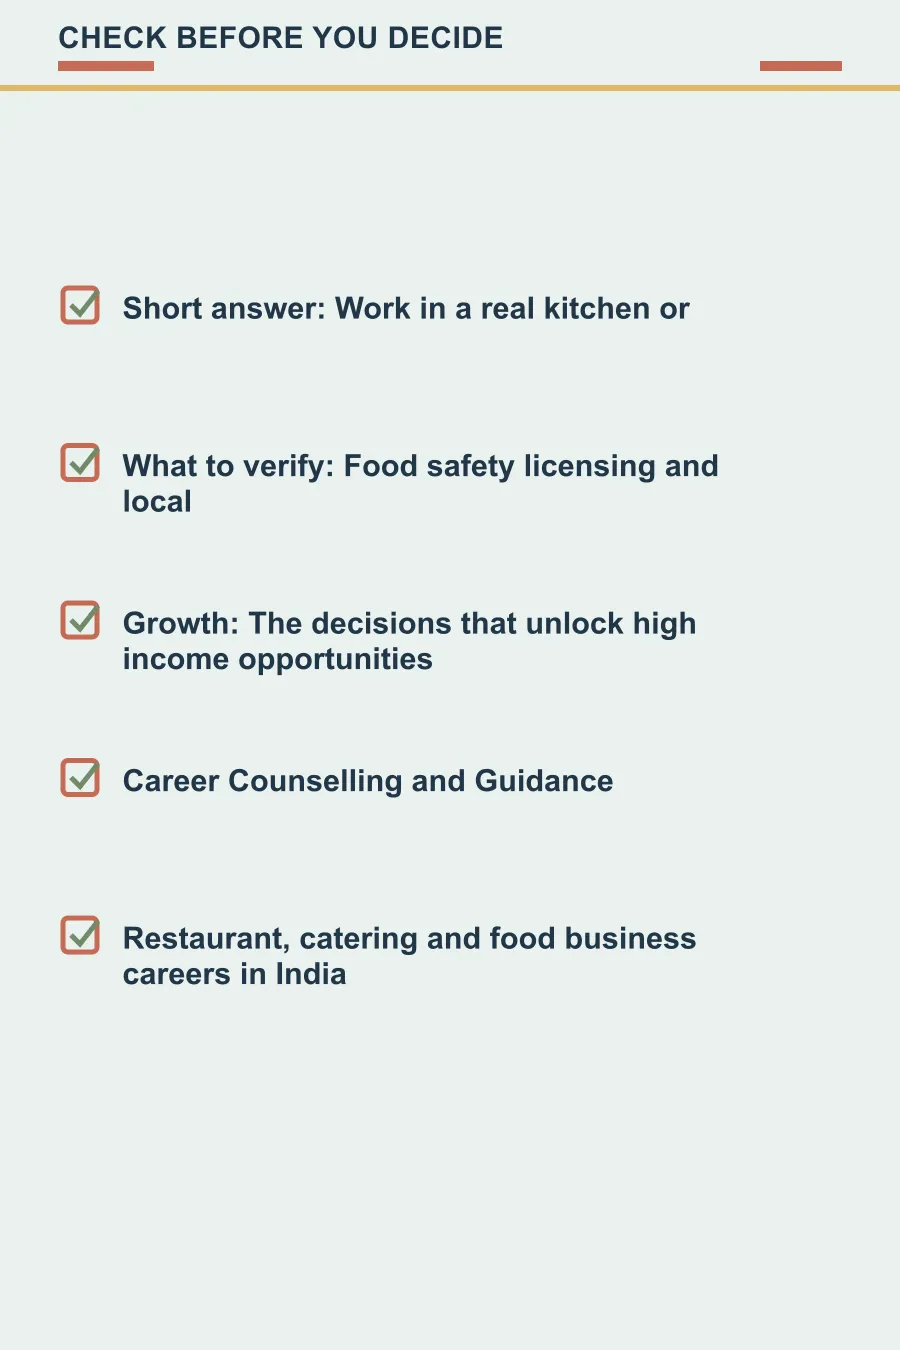 CHECK BEFORE YOU DECIDE
Short answer: Work in a real kitchen or
What to verify: Food safety licensing and
local
Growth: The decisions that unlock high
income opportunities
Career Counselling and Guidance
Restaurant, catering and food business
careers in India